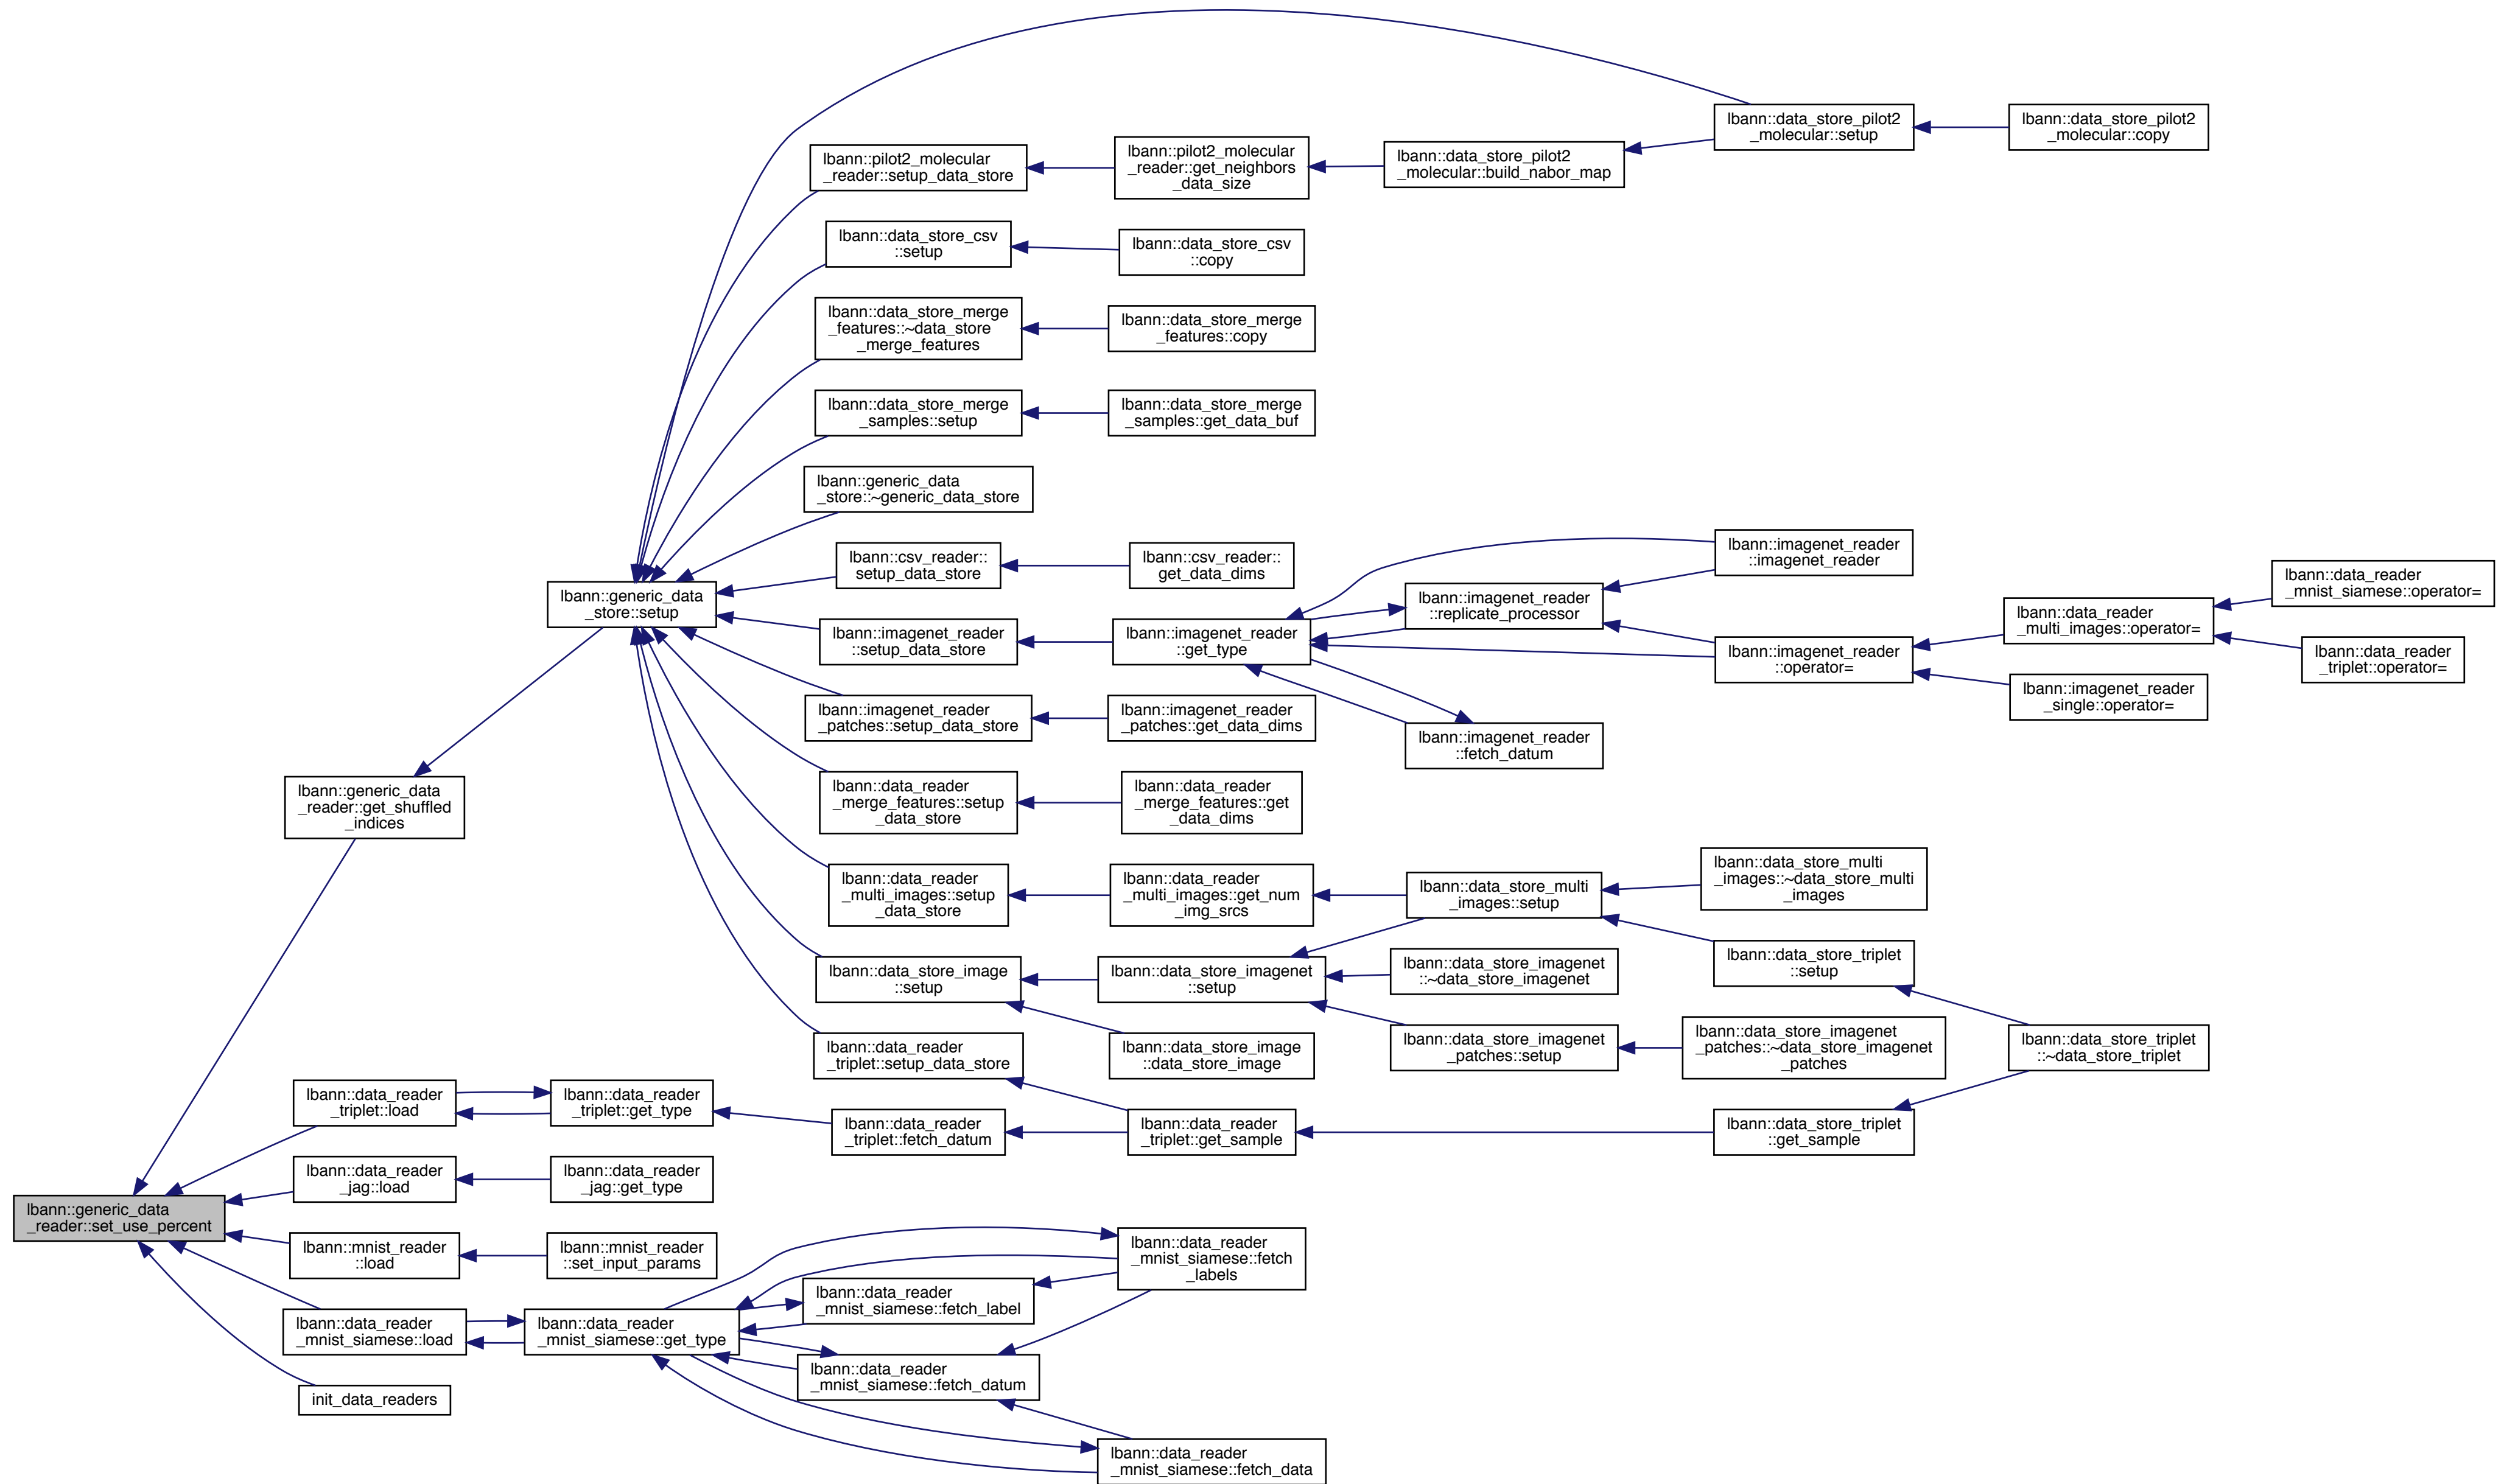 lbann::data_store_pilot2
_molecular::setup
lbann::data_store_pilot2
_molecular::copy
lbann::pilot2_molecular
_reader::setup_data_store
lbann::pilot2_molecular
_reader::get_neighbors
_data_size
lbann::data_store_pilot2
_molecular::build_nabor_map
lbann::data_store_csv
::setup
lbann::data_store_csv
::copy
lbann::data_store_merge
_features::~data_store
_merge_features
lbann::data_store_merge
_features::copy
lbann::data_store_merge
_samples::setup
lbann::data_store_merge
_samples::get_data_buf
lbann::generic_data
_store::~generic_data_store
lbann::csv_reader::
setup_data_store
lbann::csv_reader::
get_data_dims
lbann::imagenet_reader
::imagenet_reader
lbann::generic_data
_store::setup
lbann::imagenet_reader
::setup_data_store
lbann::imagenet_reader
::get_type
lbann::imagenet_reader
::replicate_processor
lbann::imagenet_reader
::operator=
lbann::data_reader
_multi_images::operator=
lbann::data_reader
_mnist_siamese::operator=
lbann::data_reader
_triplet::operator=
lbann::imagenet_reader
_single::operator=
lbann::imagenet_reader
_patches::setup_data_store
lbann::imagenet_reader
_patches::get_data_dims
lbann::imagenet_reader
::fetch_datum
lbann::generic_data
_reader::get_shuffled
_indices
lbann::data_reader
_merge_features::setup
_data_store
lbann::data_reader
_merge_features::get
_data_dims
lbann::data_reader
_multi_images::setup
_data_store
lbann::data_reader
_multi_images::get_num
_img_srcs
lbann::data_store_multi
_images::setup
lbann::data_store_multi
_images::~data_store_multi
_images
lbann::data_store_image
::setup
lbann::data_store_imagenet
::setup
lbann::data_store_imagenet
::~data_store_imagenet
lbann::data_store_triplet
::setup
lbann::data_reader
_triplet::setup_data_store
lbann::data_store_image
::data_store_image
lbann::data_store_imagenet
_patches::setup
lbann::data_store_imagenet
_patches::~data_store_imagenet
_patches
lbann::data_store_triplet
::~data_store_triplet
lbann::data_reader
_triplet::load
lbann::data_reader
_triplet::get_type
lbann::data_reader
_triplet::fetch_datum
lbann::data_reader
_triplet::get_sample
lbann::data_store_triplet
::get_sample
lbann::data_reader
_jag::load
lbann::data_reader
_jag::get_type
lbann::generic_data
_reader::set_use_percent
lbann::mnist_reader
::load
lbann::mnist_reader
::set_input_params
lbann::data_reader
_mnist_siamese::fetch
_labels
lbann::data_reader
_mnist_siamese::fetch_label
lbann::data_reader
_mnist_siamese::load
lbann::data_reader
_mnist_siamese::get_type
lbann::data_reader
_mnist_siamese::fetch_datum
init_data_readers
lbann::data_reader
_mnist_siamese::fetch_data